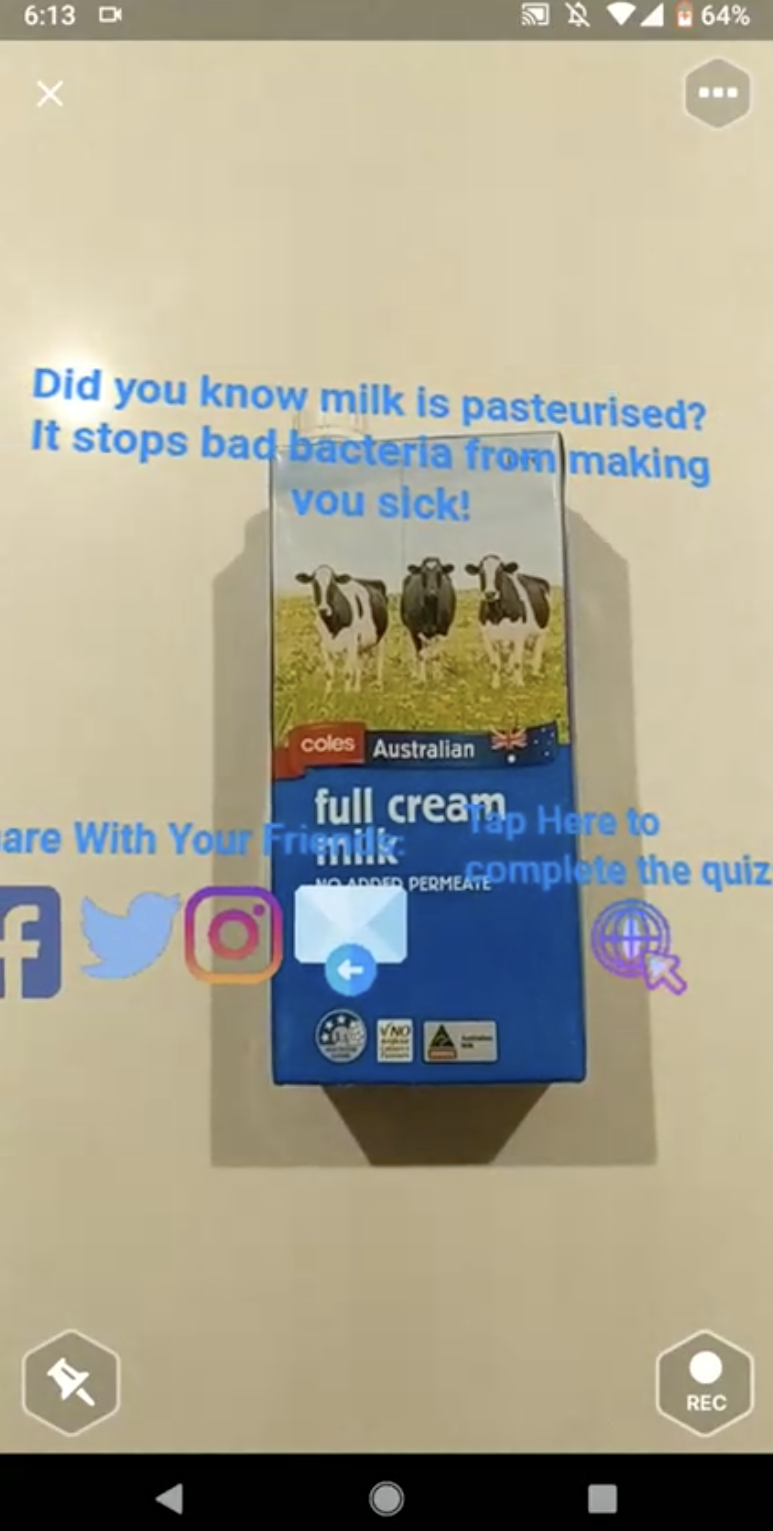 6:13
64%
Did you know milk is pasteurised?
It stops bad bacteria from making
you sick!
coles Australian
full cream
milk
NO ADDED PERMEATE
are With Your Friends:
Tap Here to
complete the quiz
NO
REC